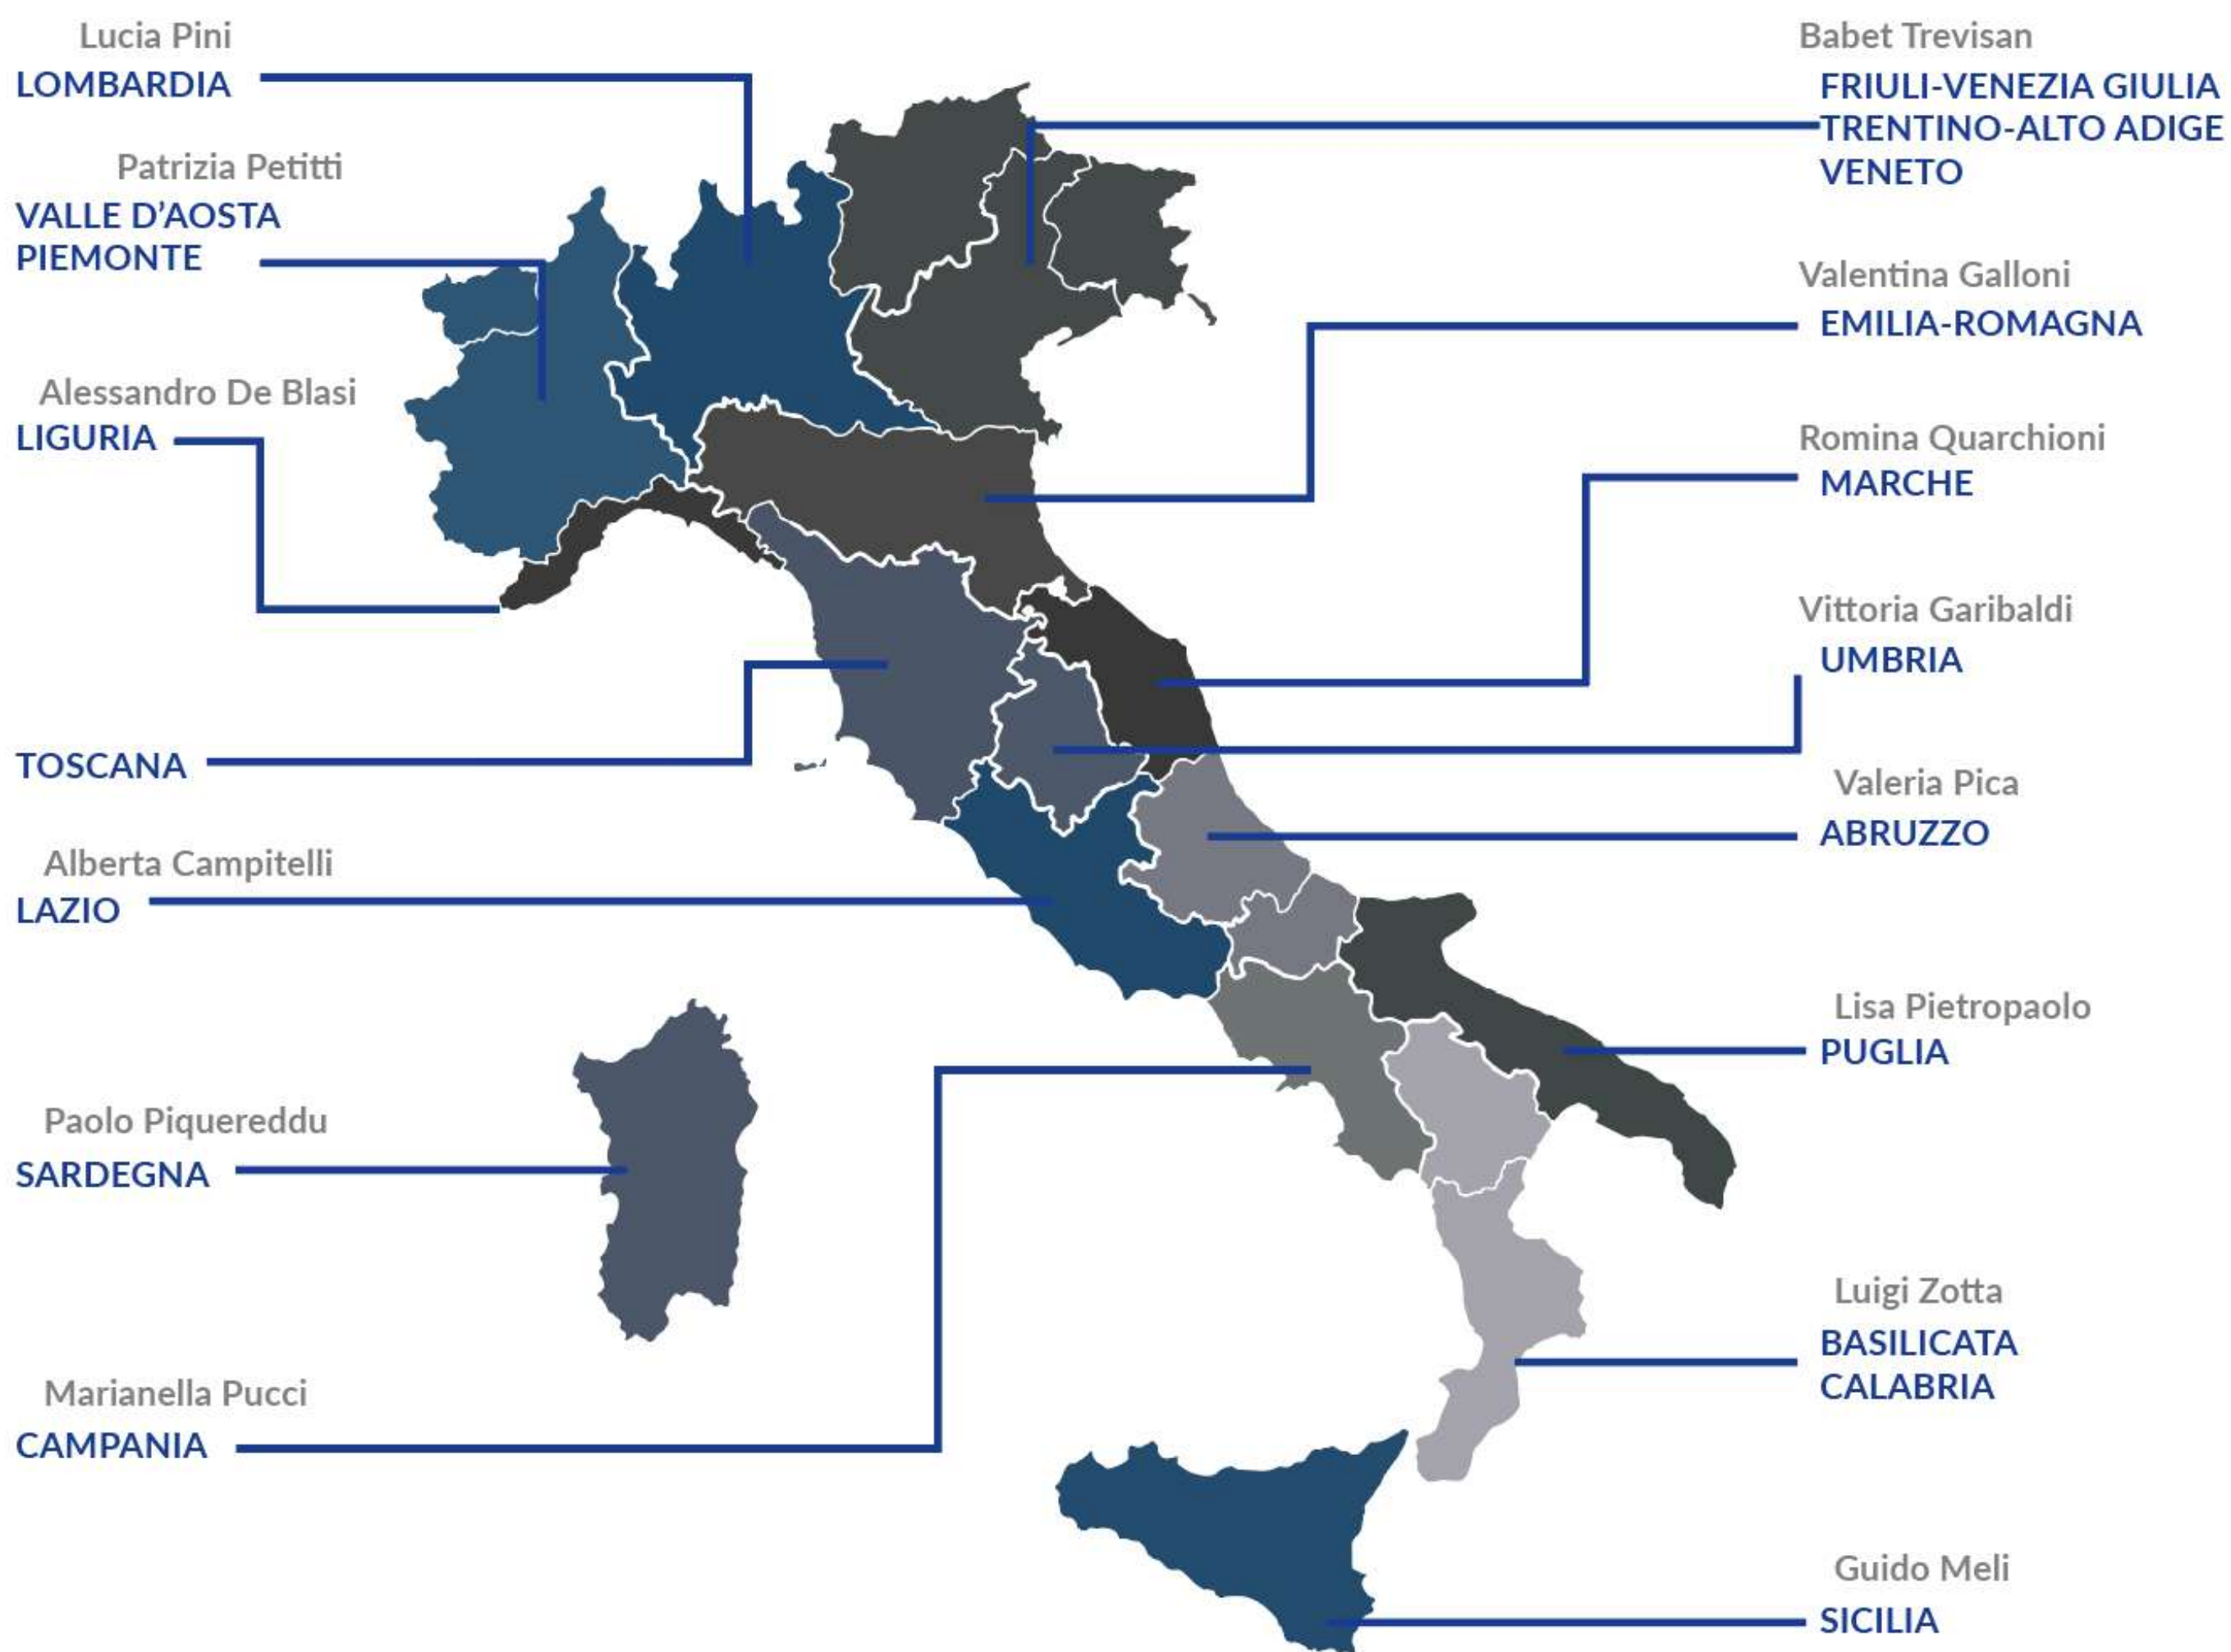 Lucia Pini
LOMBARDIA
Patrizia Petitti
VALLE D’AOSTA
PIEMONTE
Alessandro De Blasi
LIGURIA
TOSCANA
Alberta Campitelli
LAZIO
Paolo Piquereddu
SARDEGNA
Marianella Pucci
CAMPANIA
Babet Trevisan
FRIULI-VENEZIA GIULIA
TRENTINO-ALTO ADIGE
VENETO
Valentina Galloni
EMILIA-ROMAGNA
Romina Quarchioni
MARCHE
Vittoria Garibaldi
UMBRIA
Valeria Pica
ABRUZZO
Lisa Pietropaolo
PUGLIA
Luigi Zotta
BASILICATA
CALABRIA
Guido Meli
SICILIA